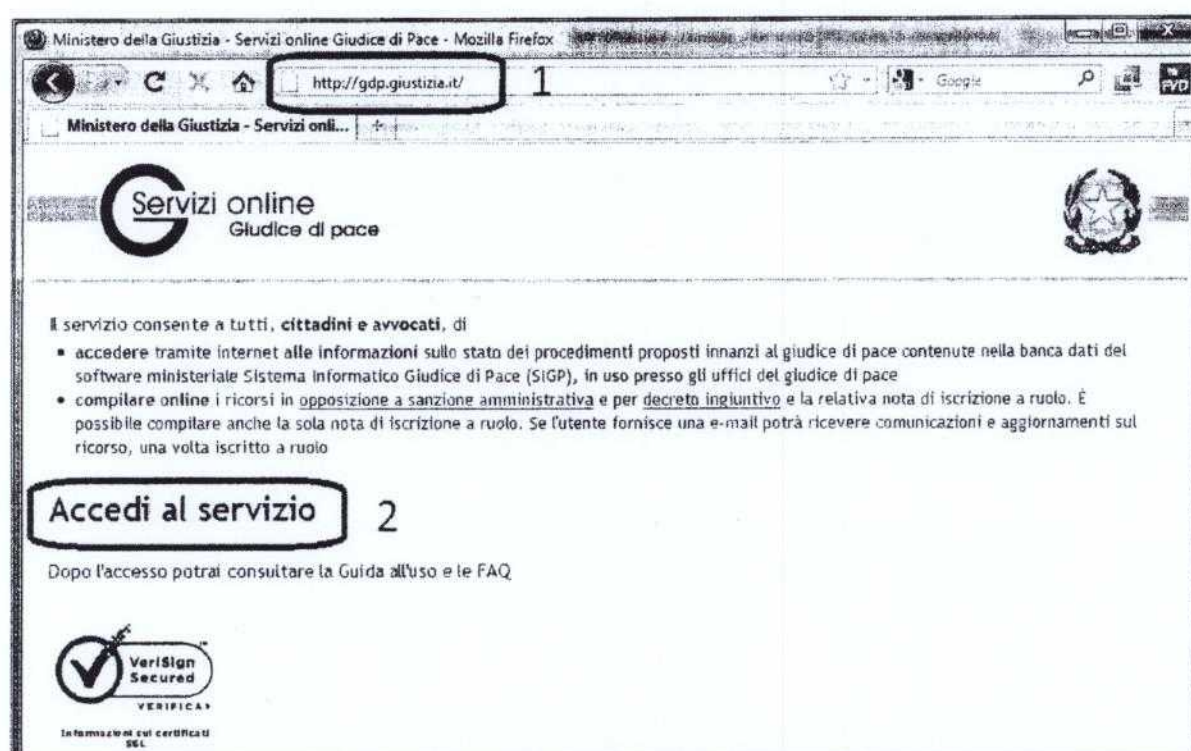 Ministero della Giustizia - Servizi online Giudice di Pace - Mozilla Firefox
http://gdp.giustizia.it/
1
Google
FVD
Ministero della Giustizia - Servizi onli...
Servizi online
Giudice di pace
Il servizio consente a tutti, cittadini e avvocati, di
• accedere tramite internet alle informazioni sullo stato dei procedimenti proposti innanzi al giudice di pace contenute nella banca dati del
software ministeriale Sistema Informatico Giudice di Pace (SIGP), in uso presso gli uffici del giudice di pace
• compilare online i ricorsi in opposizione a sanzione amministrativa e per decreto ingiuntivo e la relativa nota di iscrizione a ruolo. È
possibile compilare anche la sola nota di iscrizione a ruolo. Se l'utente fornisce una e-mail potrà ricevere comunicazioni e aggiornamenti sul
ricorso, una volta iscritto a ruolo
Accedi al servizio
2
Dopo l'accesso potrai consultare la Guida all'uso e le FAQ
VeriSign
Secured
VERIFICA
Informazioni sui certificati
SSL